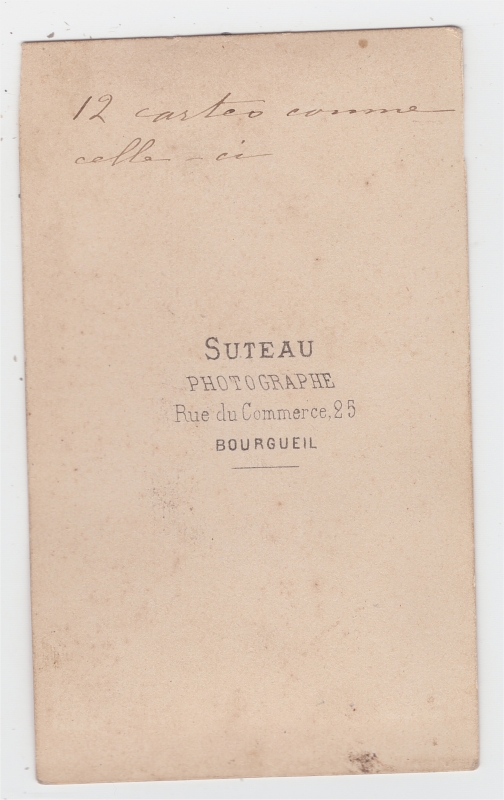 12 cartes comme
celle-ci
SUTEAU
PHOTOGRAPHE
Rue du Commerce, 25
BOURGUEIL